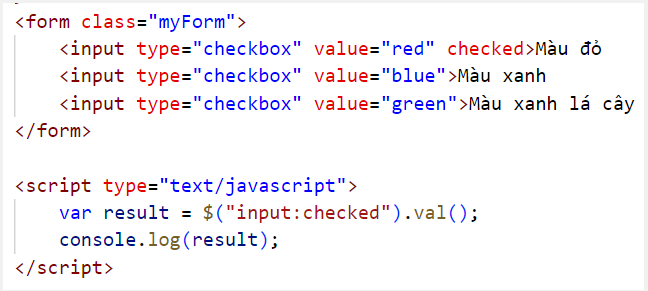 <form class="myForm">
    <input type="checkbox" value="red" checked>Màu đỏ
    <input type="checkbox" value="blue">Màu xanh
    <input type="checkbox" value="green">Màu xanh lá cây
</form>

<script type="text/javascript">
    var result = $("input:checked").val();
    console.log(result);
</script>